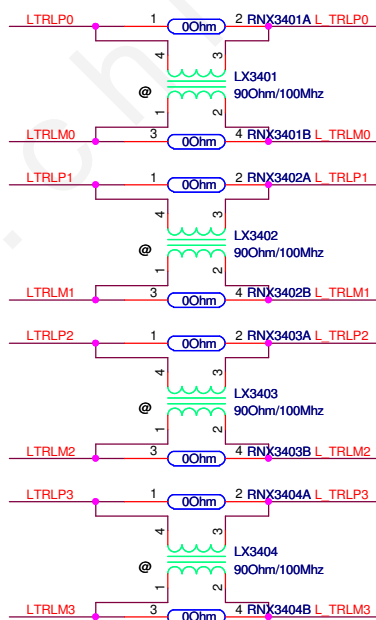 LTRLP0 1 0Ohm 2 RNX3401A L_TRLP0
4 3
LX3401
@ 90Ohm/100Mhz
1 2
LTRLM0 3 0Ohm 4 RNX3401B L_TRLM0
LTRLP1 1 0Ohm 2 RNX3402A L_TRLP1
4 3
LX3402
@ 90Ohm/100Mhz
1 2
LTRLM1 3 0Ohm 4 RNX3402B L_TRLM1
LTRLP2 1 0Ohm 2 RNX3403A L_TRLP2
4 3
LX3403
@ 90Ohm/100Mhz
1 2
LTRLM2 3 0Ohm 4 RNX3403B L_TRLM2
LTRLP3 1 0Ohm 2 RNX3404A L_TRLP3
4 3
LX3404
@ 90Ohm/100Mhz
1 2
LTRLM3 3 0Ohm 4 RNX3404B L_TRLM3